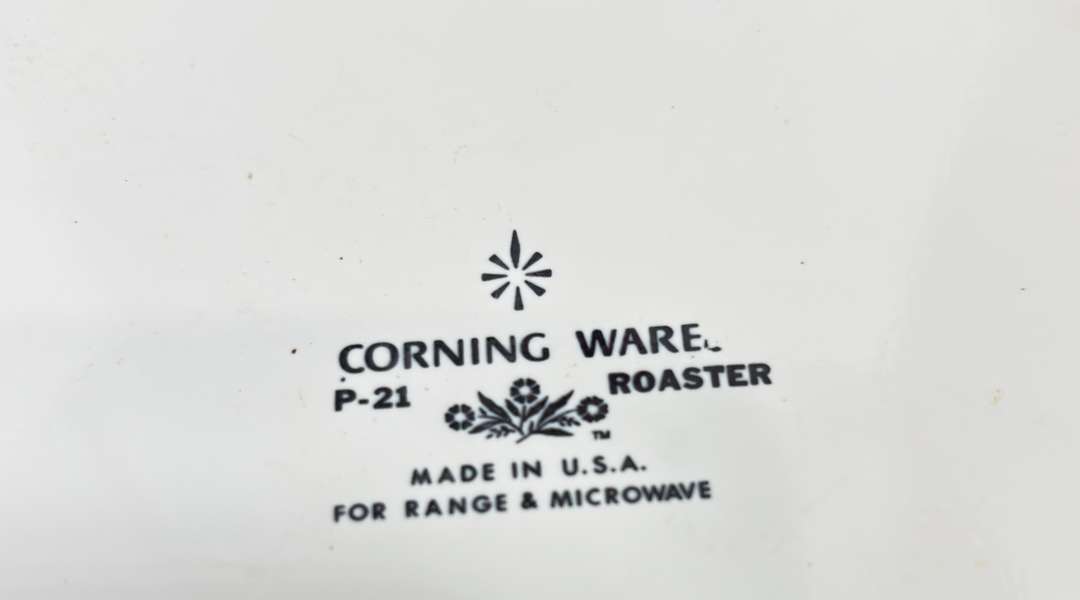 CORNING WARE
P-21 ROASTER
TM
MADE IN U.S.A.
FOR RANGE & MICROWAVE